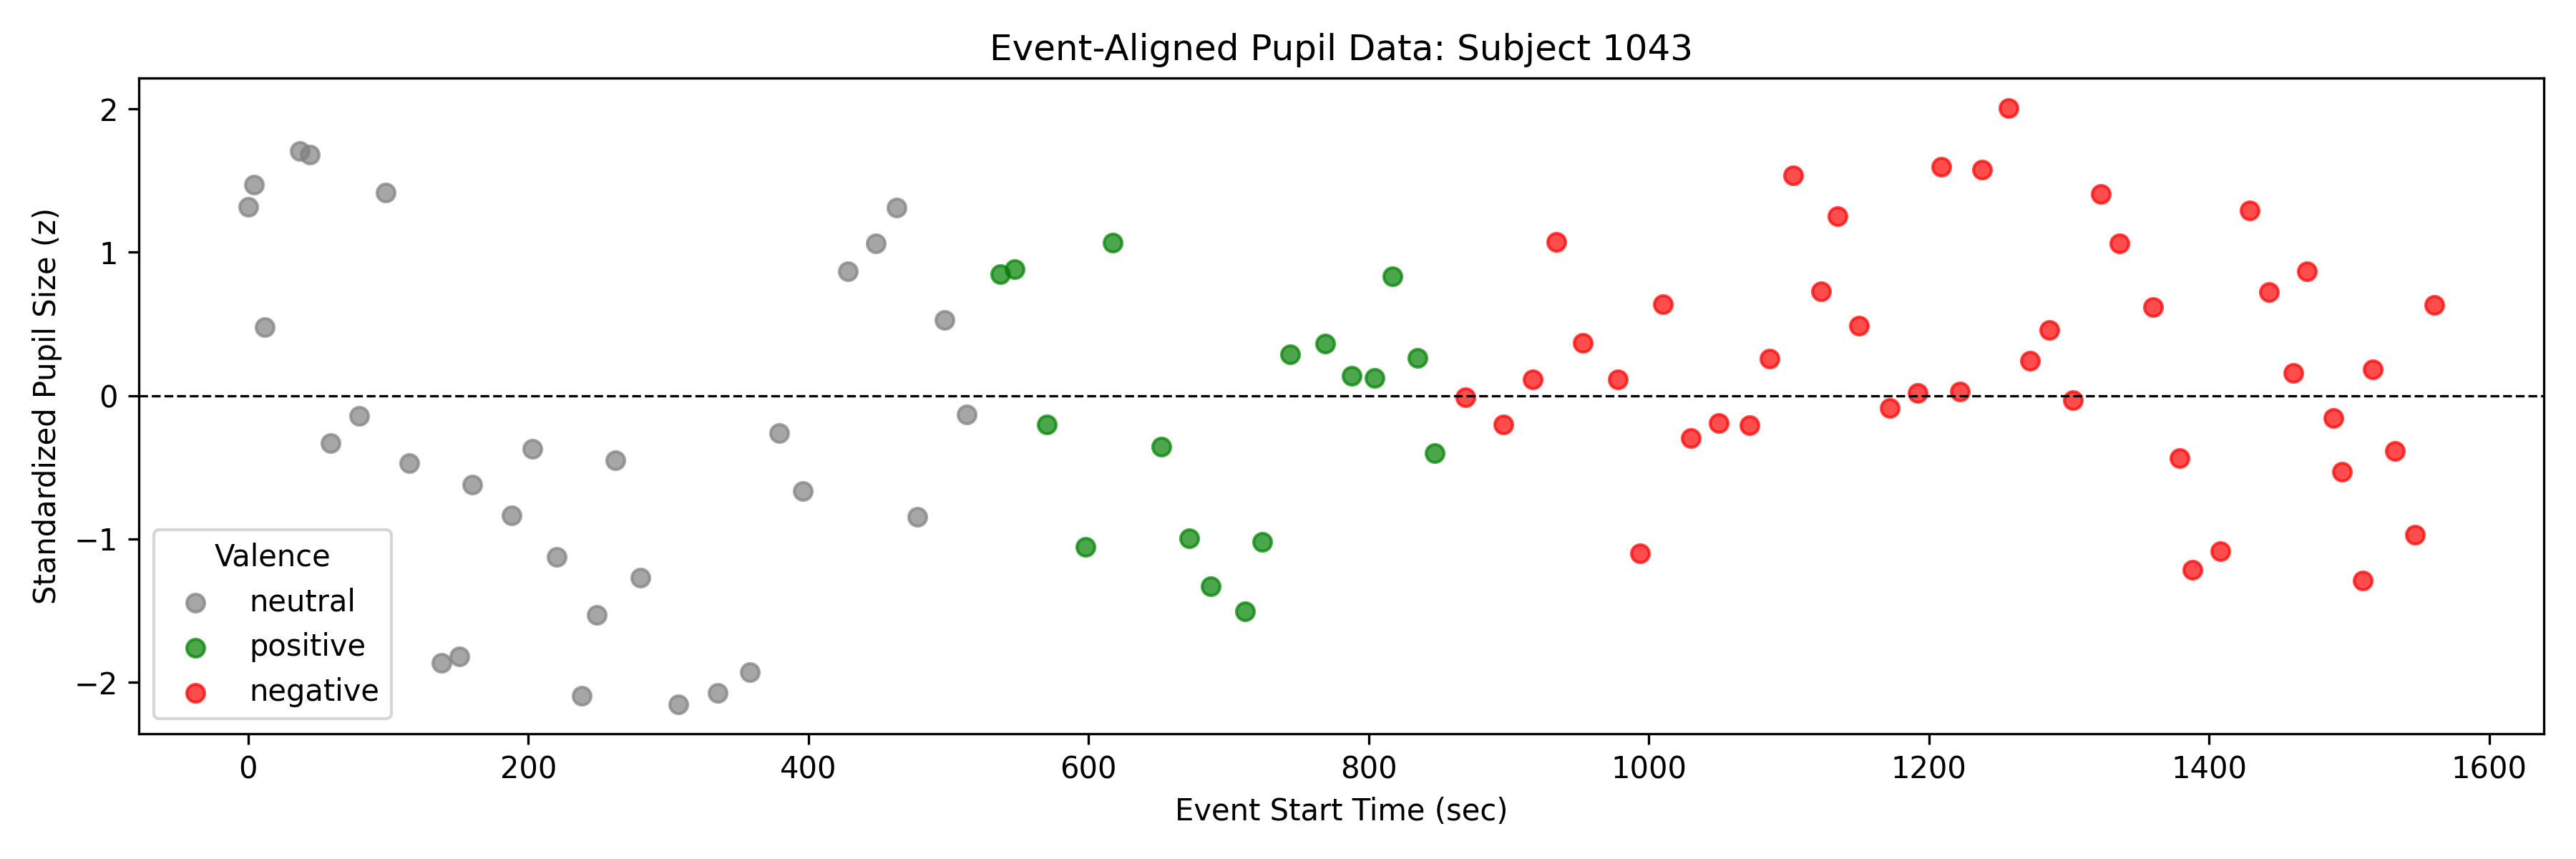 Event-Aligned Pupil Data: Subject 1043
Standardized Pupil Size (z)
2
1
0
−1
−2
Valence
neutral
positive
negative
0 200 400 600 800 1000 1200 1400 1600
Event Start Time (sec)